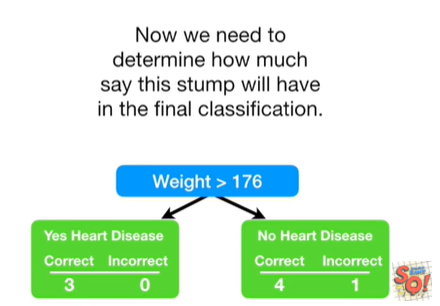 Now we need to
determine how much
say this stump will have
in the final classification.
Weight > 176
Yes Heart Disease
Correct Incorrect
3 0
No Heart Disease
Correct Incorrect
4 1
SQ!